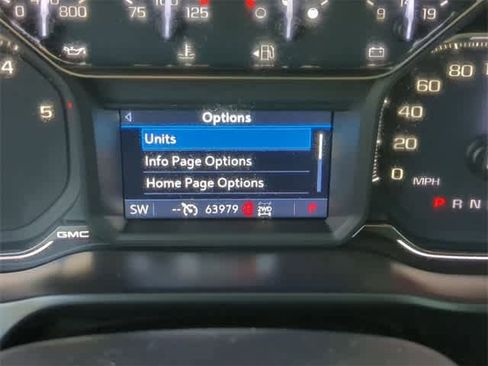 800 75 125 19
4
5
Options
Units
Info Page Options
Home Page Options
SW -- 63979 2WD P
GMC
100
80
60
40
20
0 MPH
P R N